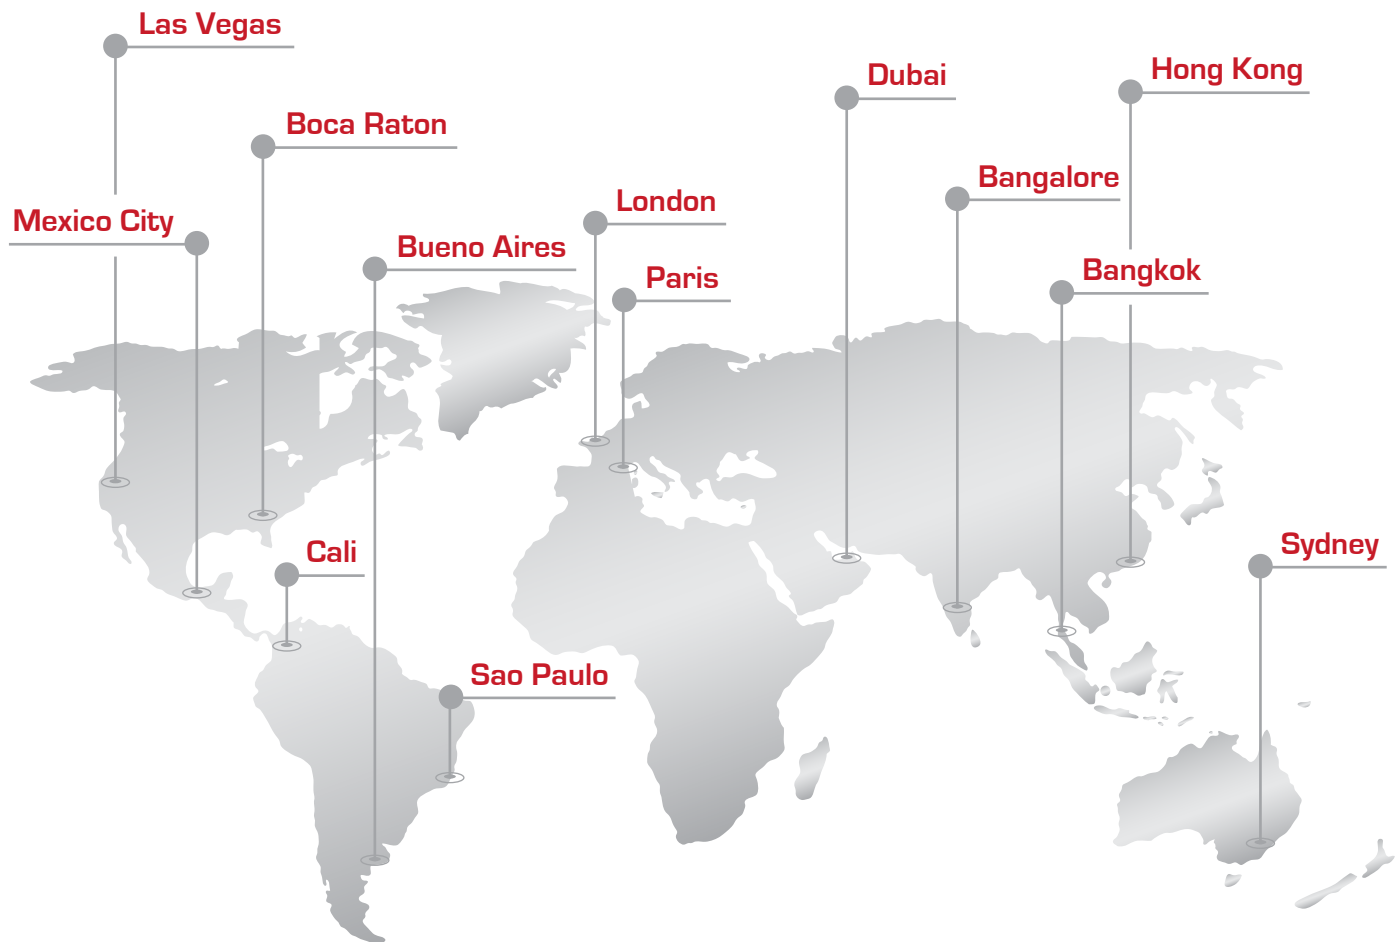 Las Vegas
Dubai
Hong Kong
Boca Raton
Bangalore
London
Mexico City
Bueno Aires
Bangkok
Paris
Sydney
Cali
Sao Paulo